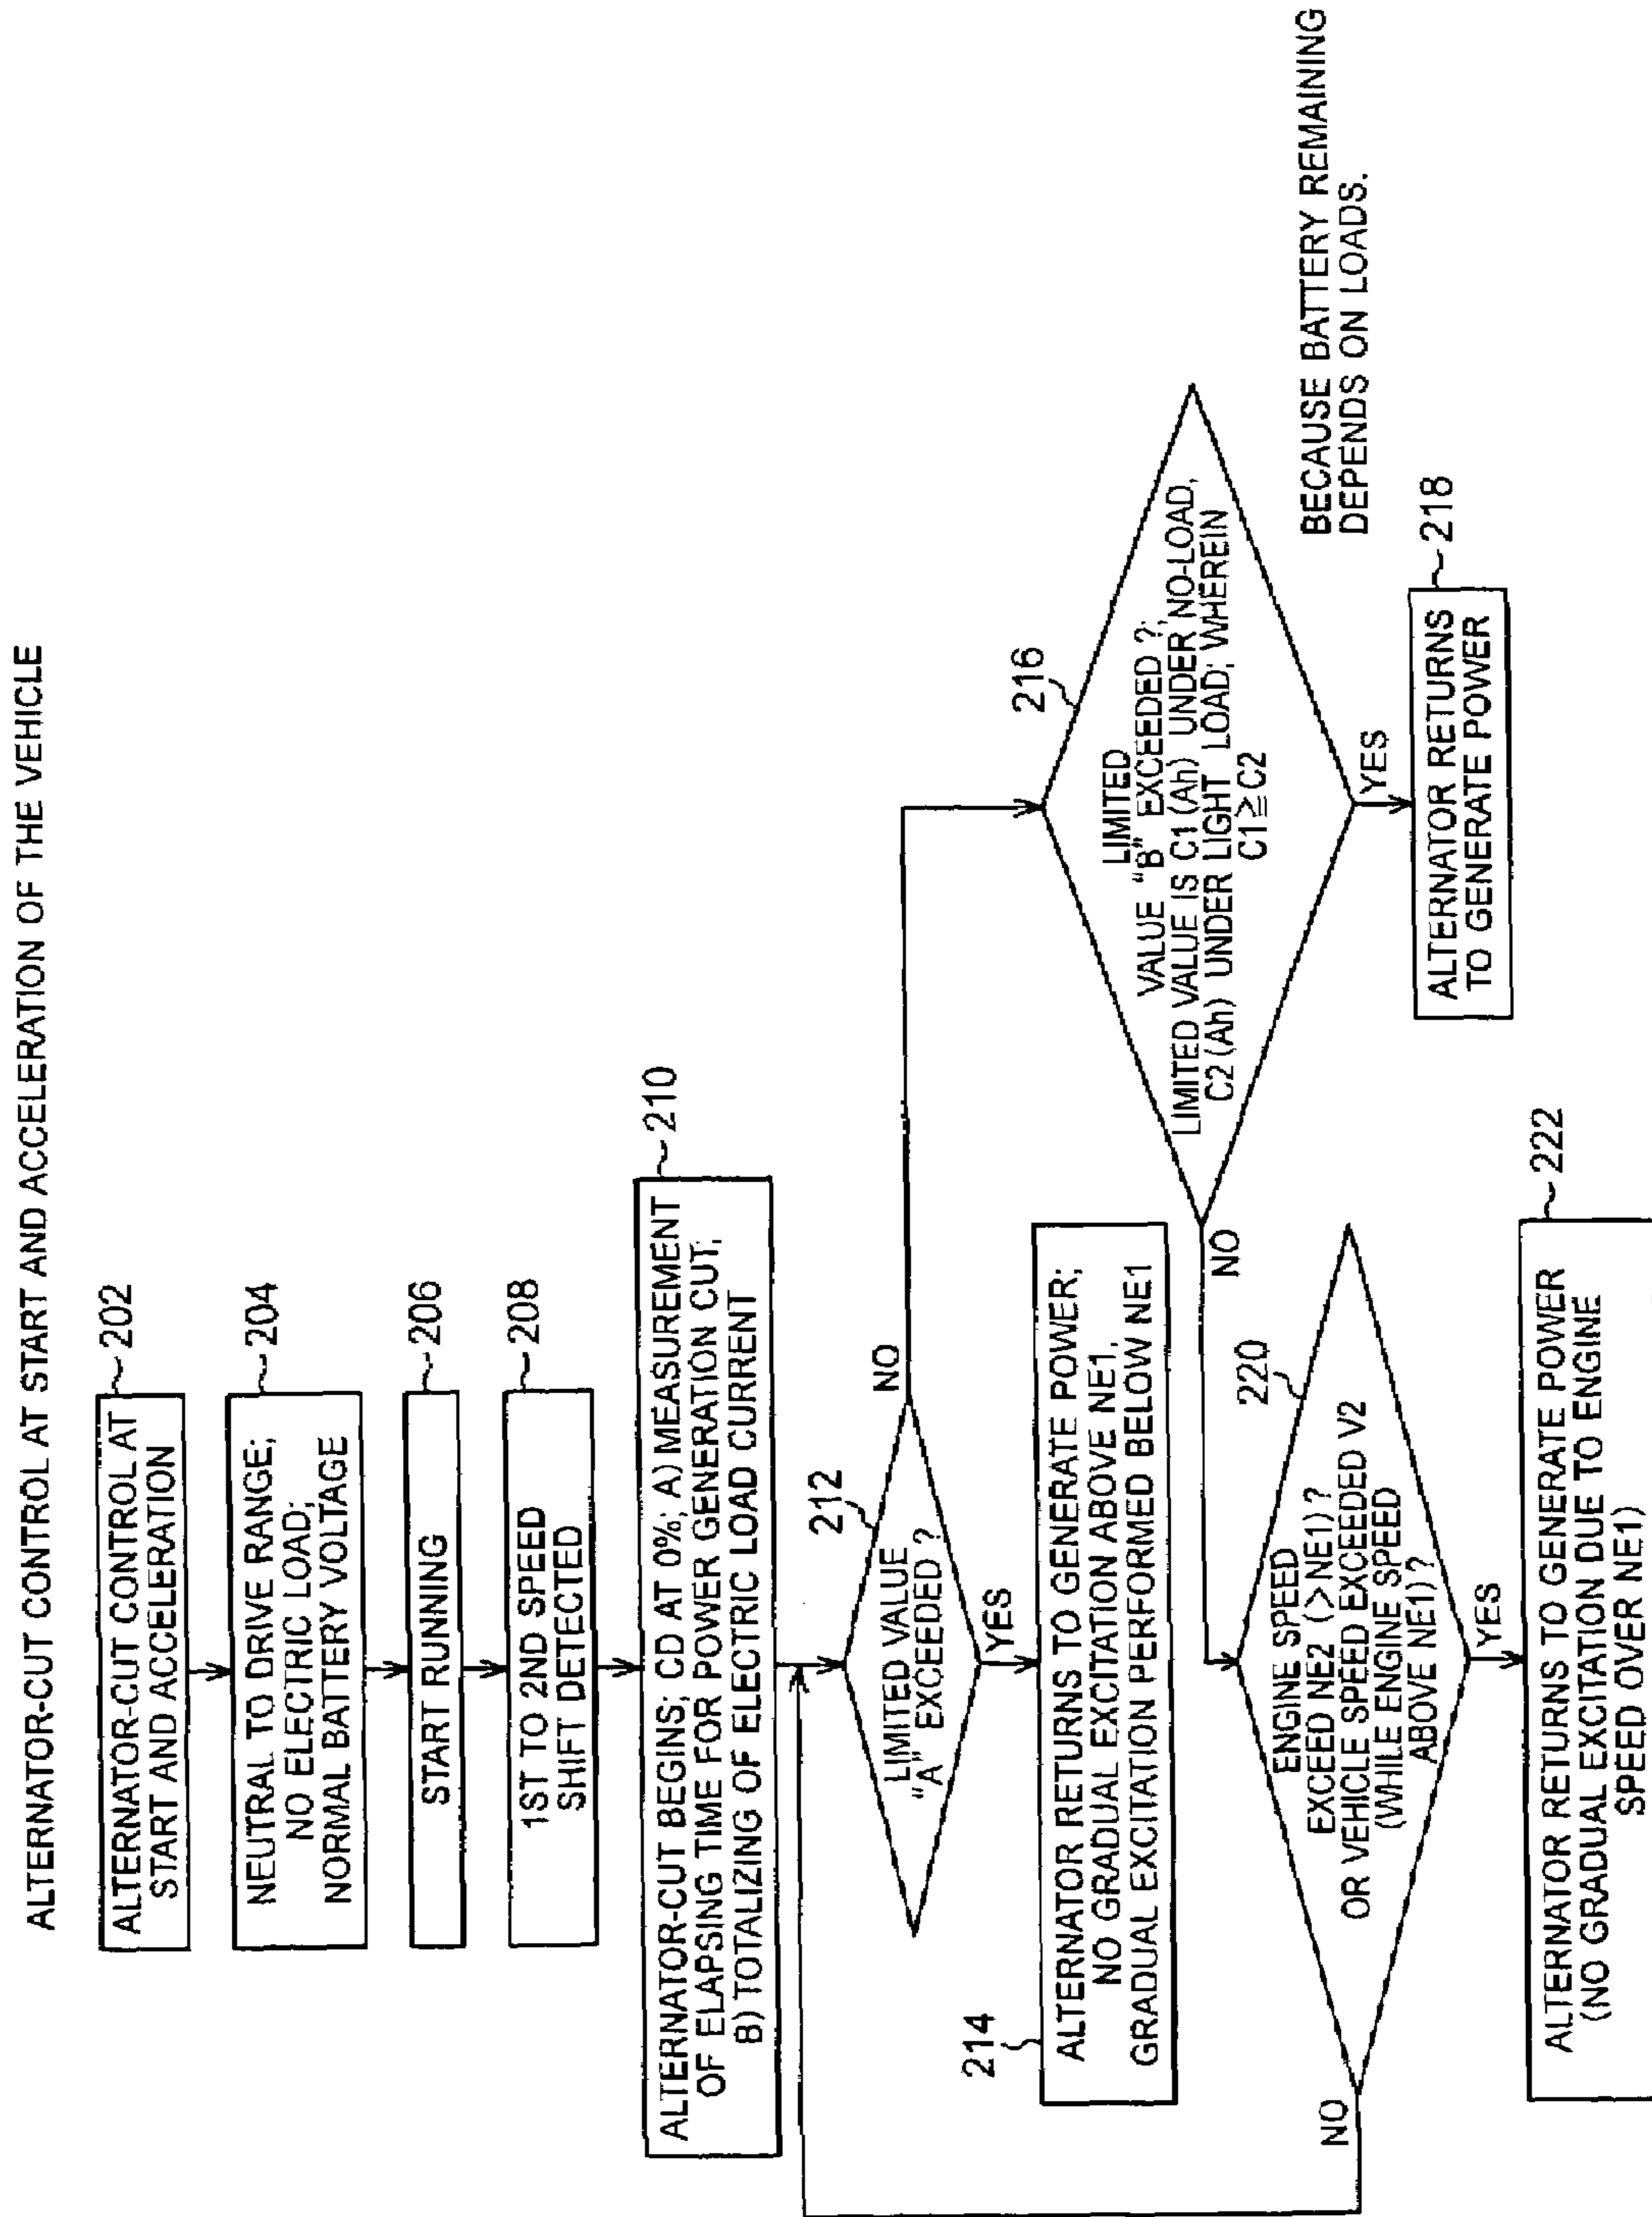 ALTERNATOR-CUT CONTROL AT START AND ACCELERATION OF THE VEHICLE
ALTERNATOR-CUT CONTROL AT
START AND ACCELERATION
202
NEUTRAL TO DRIVE RANGE;
NO ELECTRIC LOAD;
NORMAL BATTERY VOLTAGE
204
START RUNNING
206
1ST TO 2ND SPEED
SHIFT DETECTED
208
ALTERNATOR-CUT BEGINS; CD AT 0%; A) MEASUREMENT
OF ELAPSING TIME FOR POWER GENERATION CUT;
B) TOTALIZING OF ELECTRIC LOAD CURRENT
210
212
LIMITED VALUE
"A" EXCEEDED ?
NO
YES
214
ALTERNATOR RETURNS TO GENERATE POWER;
NO GRADUAL EXCITATION ABOVE NE1,
GRADUAL EXCITATION PERFORMED BELOW NE1
216
LIMITED
VALUE "B" EXCEEDED ?;
LIMITED VALUE IS C1 (Ah) UNDER NO-LOAD,
C2 (Ah) UNDER LIGHT LOAD; WHEREIN
C1≧C2
NO
YES
BECAUSE BATTERY REMAINING
DEPENDS ON LOADS.
ALTERNATOR RETURNS
TO GENERATE POWER
218
220
ENGINE SPEED
EXCEED NE2 (>NE1) ?
OR VEHICLE SPEED EXCEEDED V2
(WHILE ENGINE SPEED
ABOVE NE1) ?
NO
YES
ALTERNATOR RETURNS TO GENERATE POWER
(NO GRADUAL EXCITATION DUE TO ENGINE
SPEED OVER NE1)
222